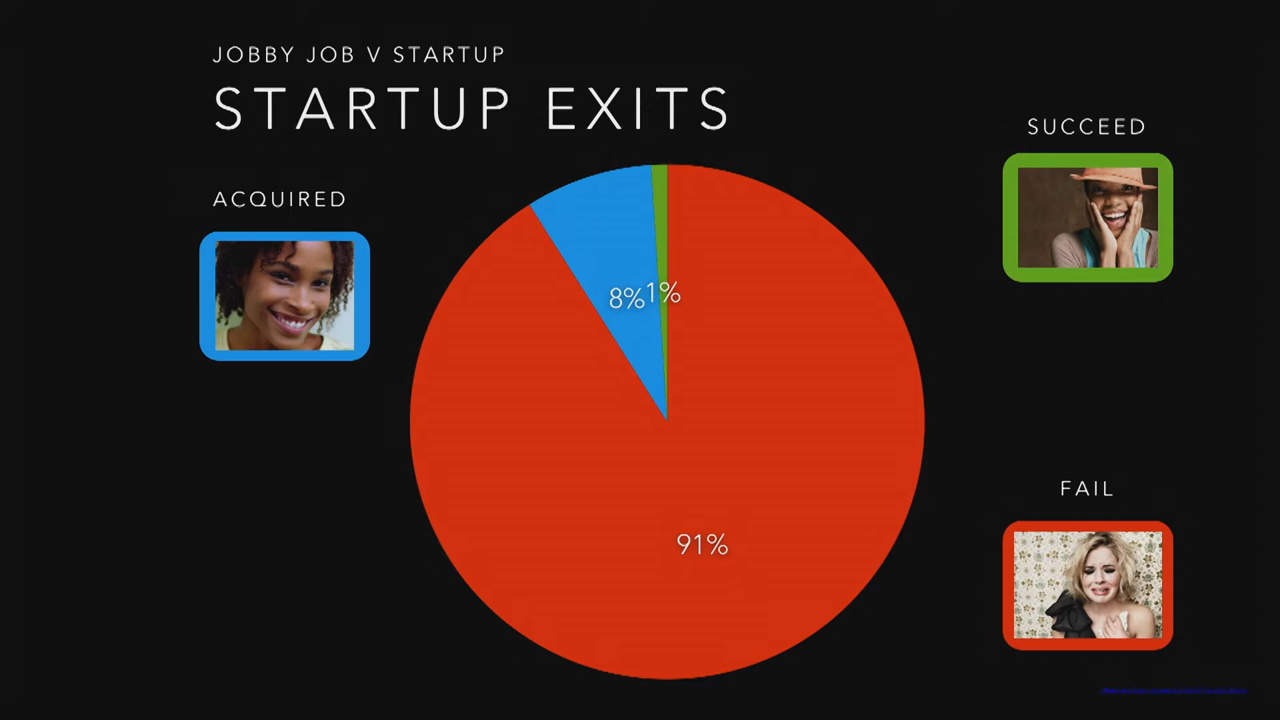 JOBBY JOB V STARTUP
STARTUP EXITS
SUCCEED
ACQUIRED
8%
1%
FAIL
91%